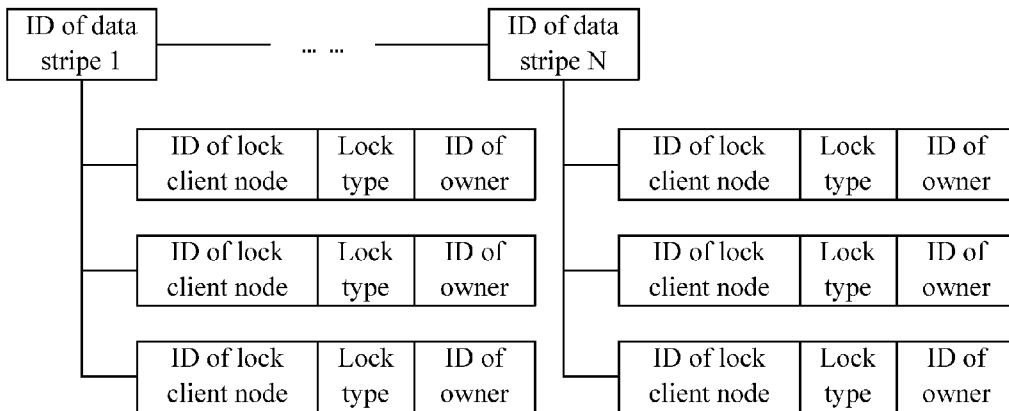 ID of data
stripe 1
... ...
ID of data
stripe N
ID of lock
client node
Lock
type
ID of
owner
ID of lock
client node
Lock
type
ID of
owner
ID of lock
client node
Lock
type
ID of
owner
ID of lock
client node
Lock
type
ID of
owner
ID of lock
client node
Lock
type
ID of
owner
ID of lock
client node
Lock
type
ID of
owner